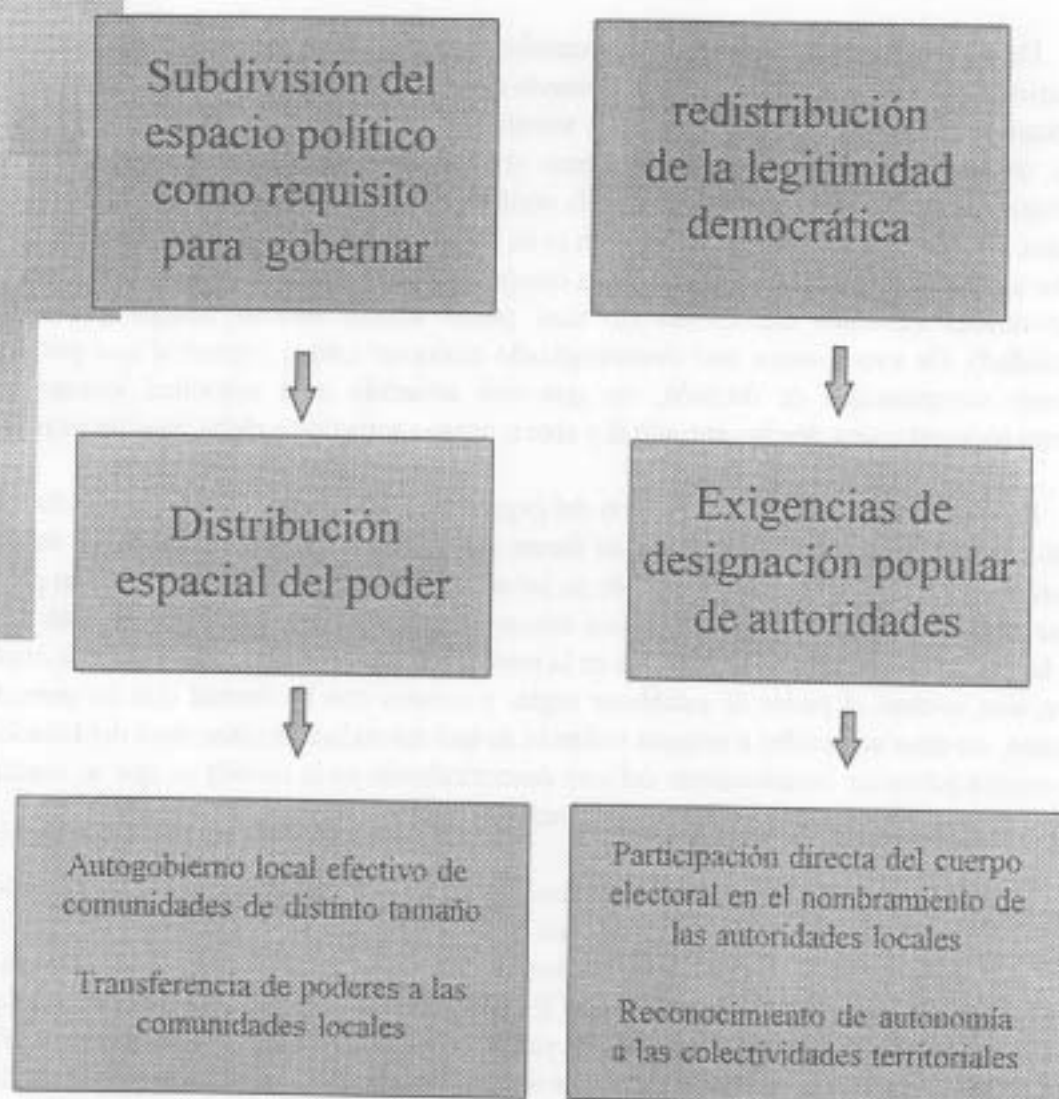 Subdivisión del
espacio político
como requisito
para gobernar
redistribución
de la legitimidad
democrática
Distribución
espacial del poder
Exigencias de
designación popular
de autoridades
Autogobierno local efectivo de
comunidades de distinto tamaño
Transferencia de poderes a las
comunidades locales
Participación directa del cuerpo
electoral en el nombramiento de
las autoridades locales
Reconocimiento de autonomía
a las colectividades territoriales